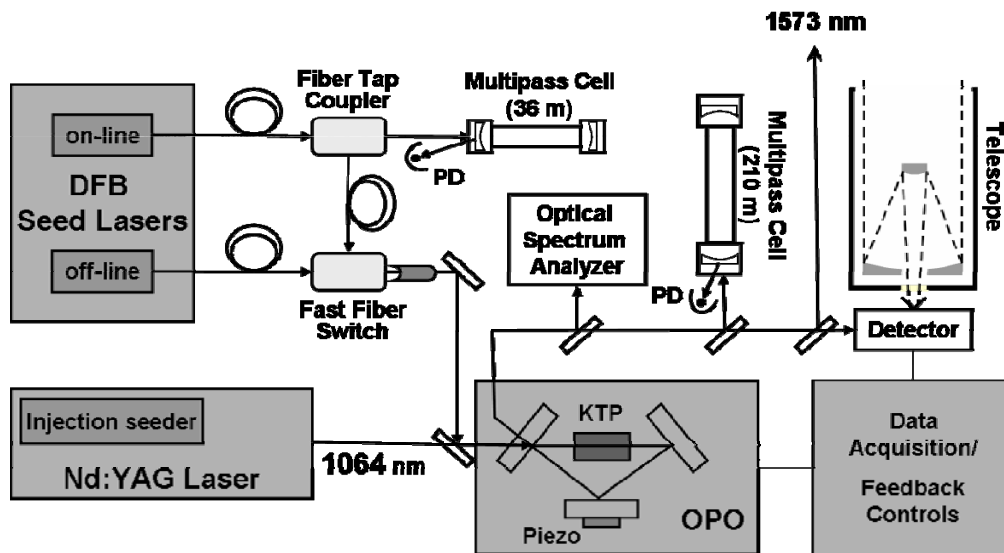 1573 nm
Fiber Tap
Coupler
Multipass Cell
(36 m)
on-line
DFB
Seed Lasers
off-line
PD
Fast Fiber
Switch
Optical
Spectrum
Analyzer
Multipass Cell
(210 m)
PD
Telescope
Detector
Injection seeder
Nd:YAG Laser
1064 nm
KTP
Piezo
OPO
Data
Acquisition/
Feedback
Controls